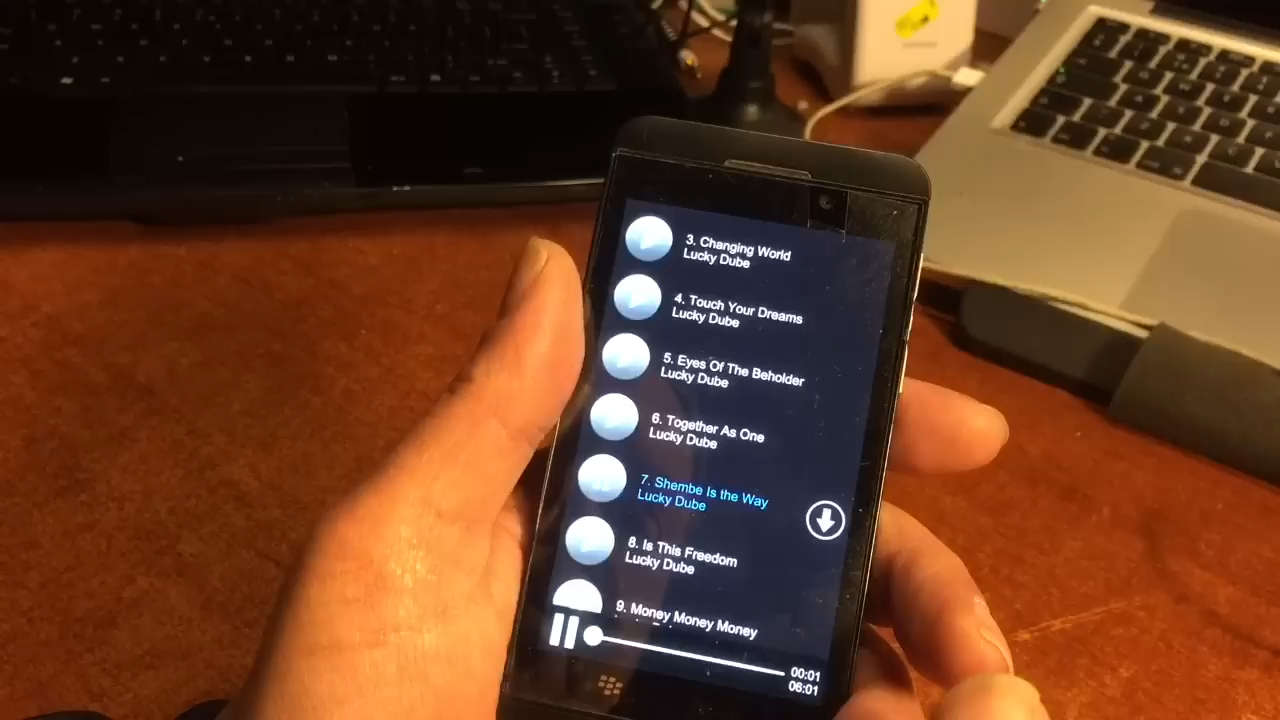 3. Changing World
Lucky Dube
4. Touch Your Dreams
Lucky Dube
5. Eyes Of The Beholder
Lucky Dube
6. Together As One
Lucky Dube
7. Shembe Is the Way
Lucky Dube
8. Is This Freedom
Lucky Dube
9. Money Money Money
00:01
06:01